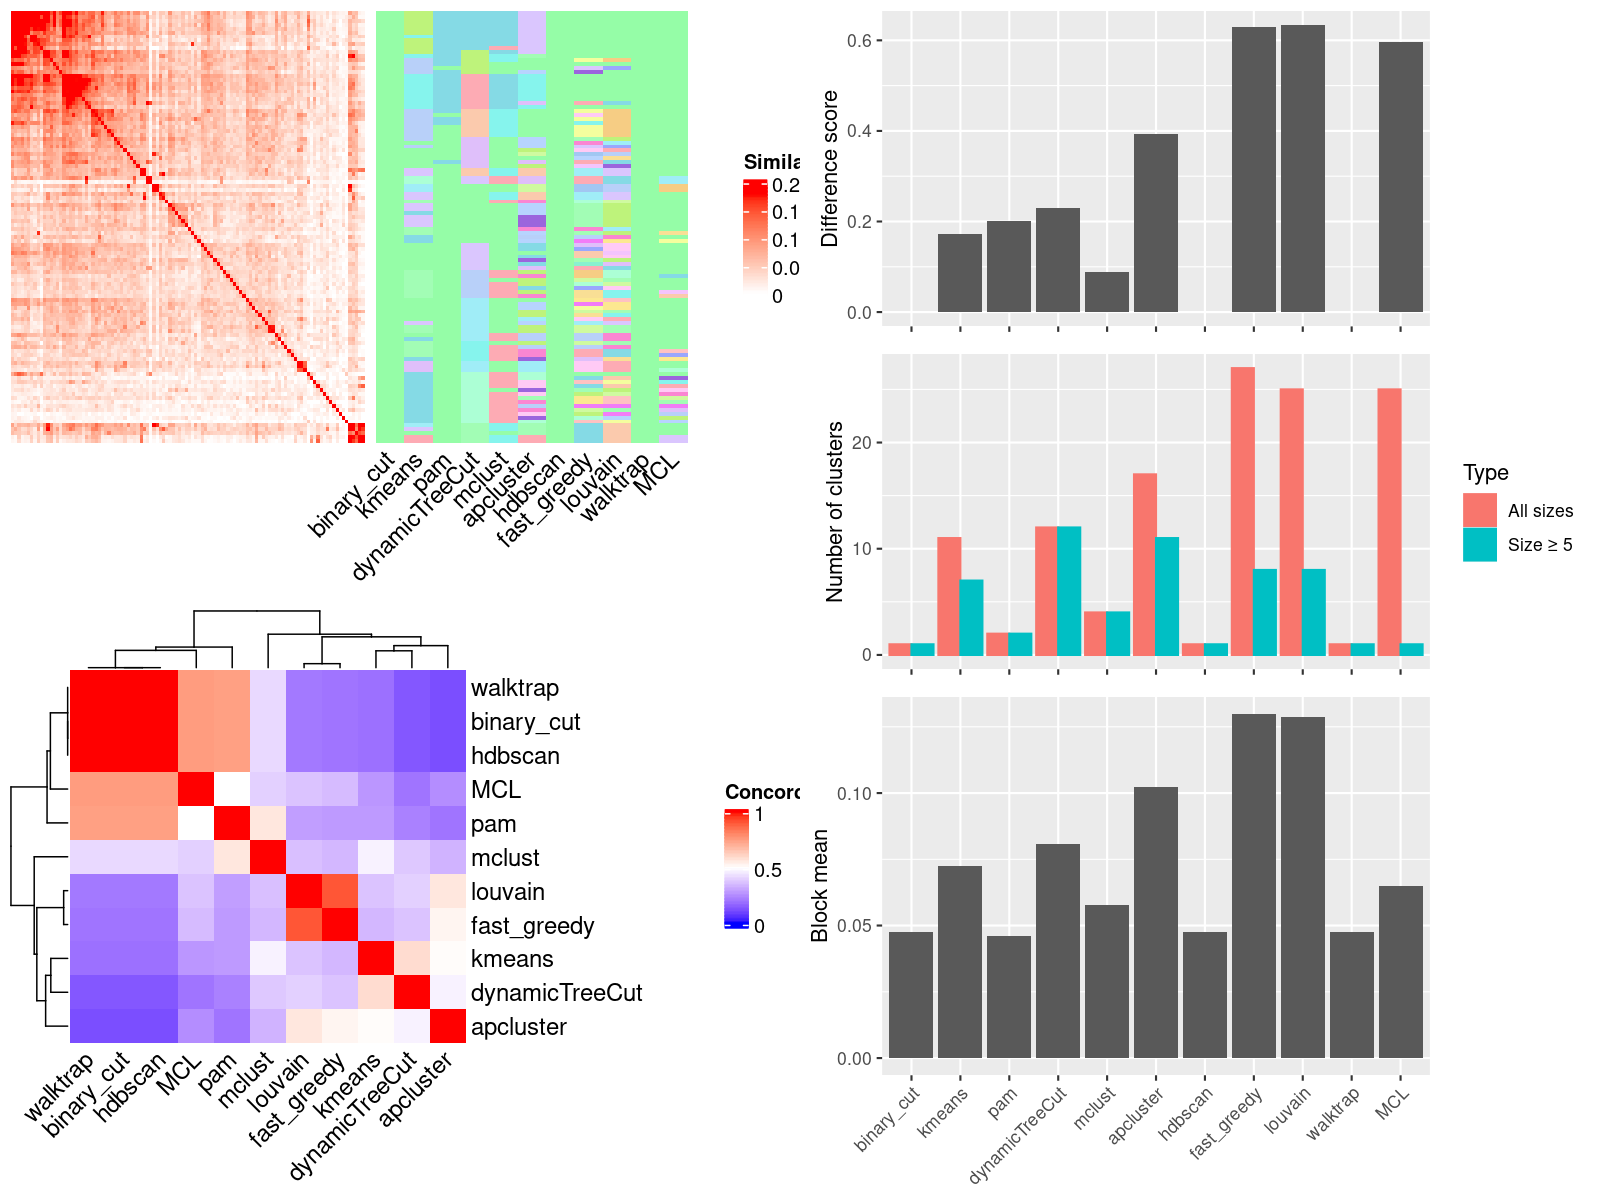 Simila
0.2
0.1
0.1
0.0
0
binary_cut
kmeans
pam
dynamicTreeCut
mclust
apcluster
hdbscan
fast_greedy
louvain
walktrap
MCL
walktrap
binary_cut
hdbscan
MCL
pam
mclust
louvain
fast_greedy
kmeans
dynamicTreeCut
apcluster
walktrap
binary_cut
hdbscan
MCL
pam
mclust
louvain
fast_greedy
kmeans
dynamicTreeCut
apcluster
Concord
1
0.5
0
Difference score
0.6
0.4
0.2
0.0
Number of clusters
20
10
0
Type
All sizes
Size ≥ 5
Block mean
0.10
0.05
0.00
binary_cut
kmeans
pam
dynamicTreeCut
mclust
apcluster
hdbscan
fast_greedy
louvain
walktrap
MCL